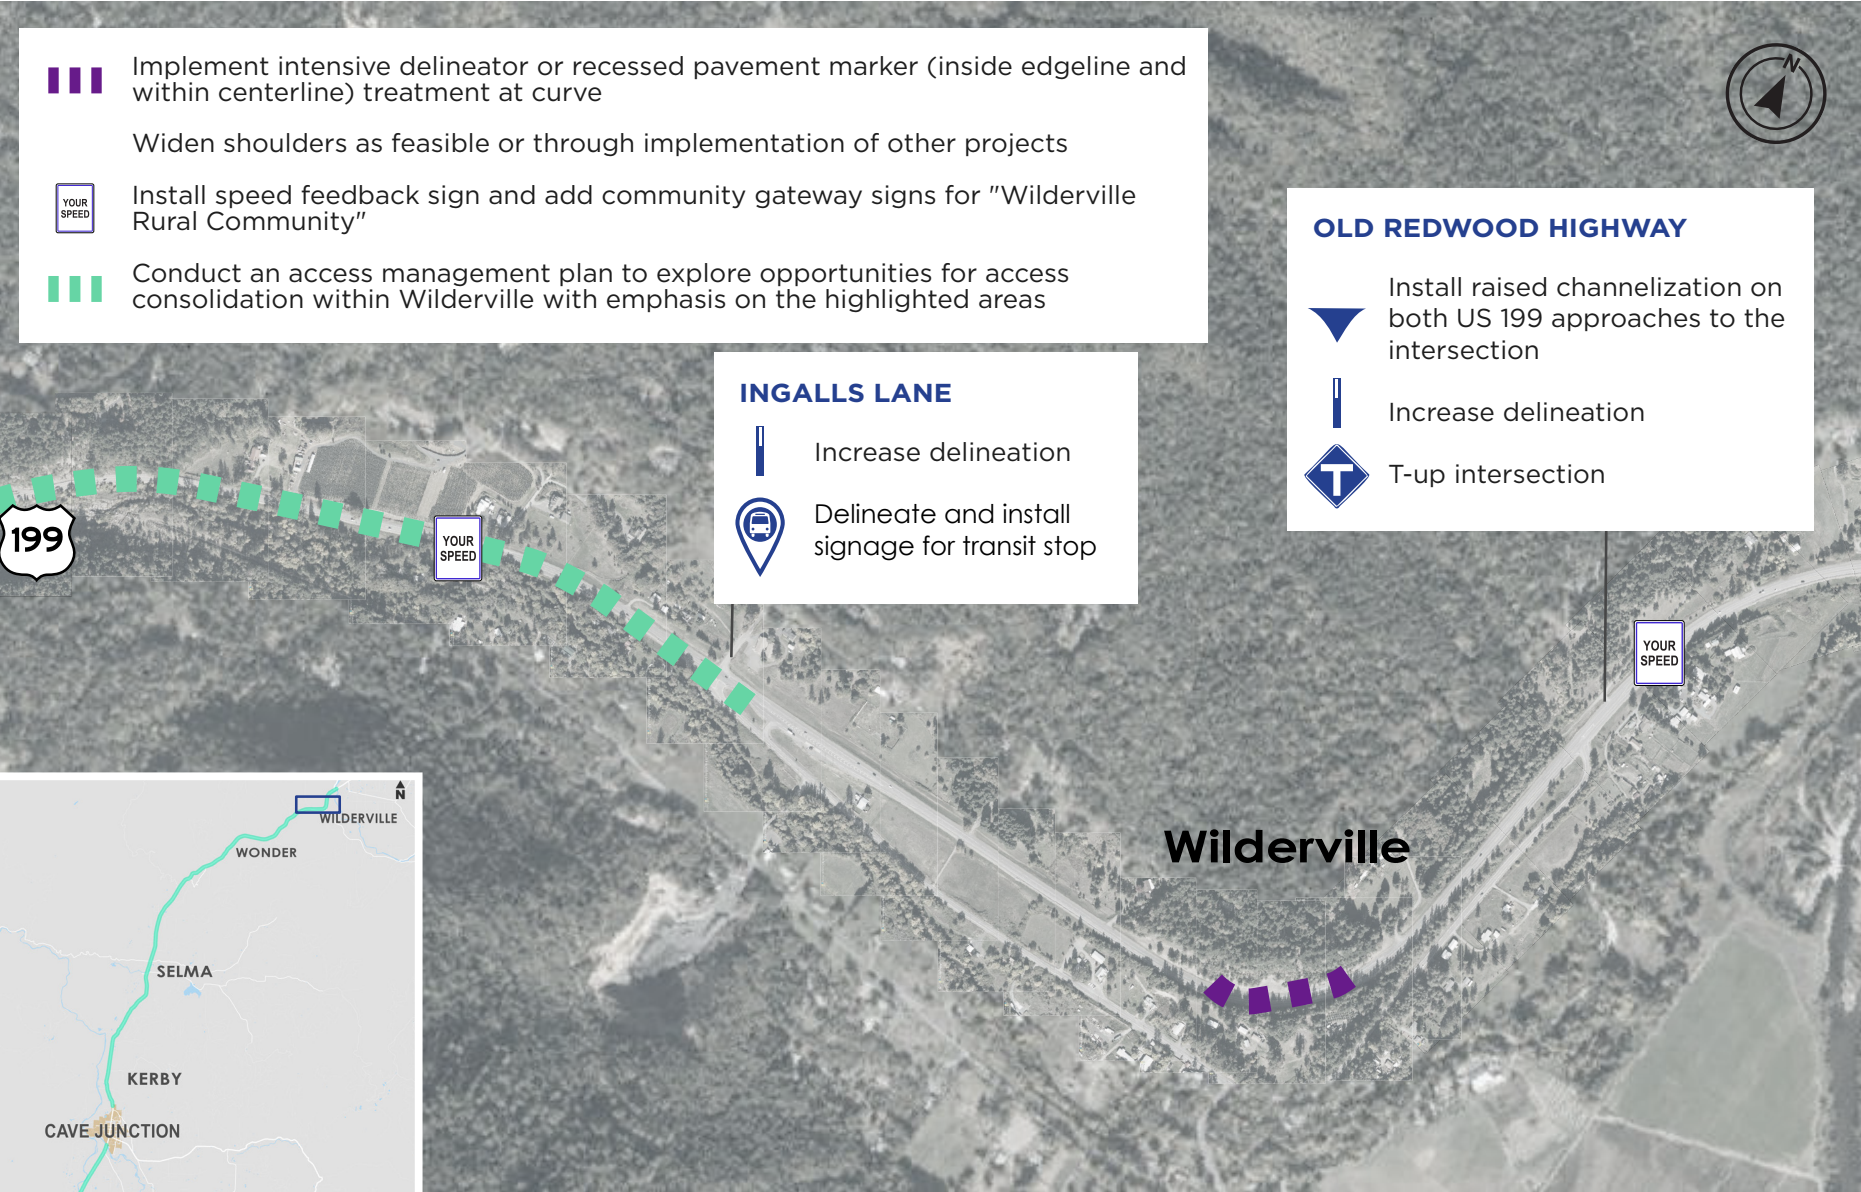 Implement intensive delineator or recessed pavement marker (inside edgeline and
within centerline) treatment at curve
Widen shoulders as feasible or through implementation of other projects
YOUR
SPEED
Install speed feedback sign and add community gateway signs for "Wilderville
Rural Community"
Conduct an access management plan to explore opportunities for access
consolidation within Wilderville with emphasis on the highlighted areas
N
OLD REDWOOD HIGHWAY
Install raised channelization on
both US 199 approaches to the
intersection
Increase delineation
T
T-up intersection
INGALLS LANE
Increase delineation
Delineate and install
signage for transit stop
199
YOUR
SPEED
YOUR
SPEED
Wilderville
N
WILDERVILLE
WONDER
SELMA
KERBY
CAVE JUNCTION